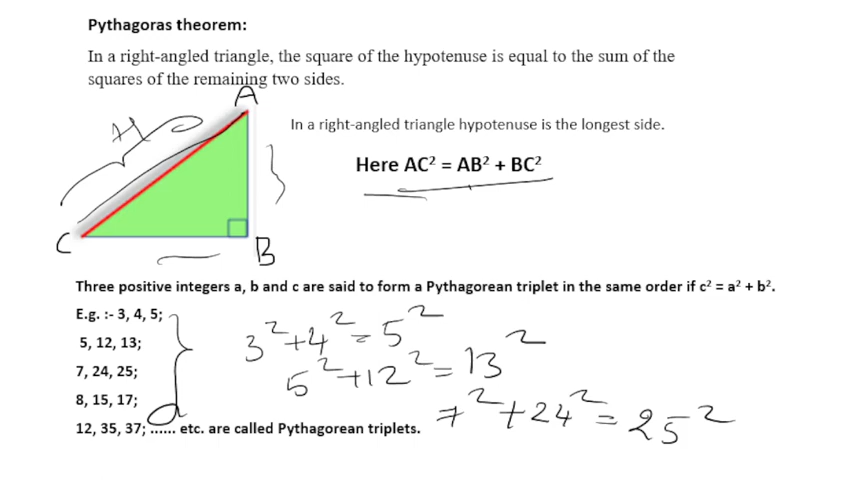 Pythagoras theorem:
In a right-angled triangle, the square of the hypotenuse is equal to the sum of the
squares of the remaining two sides.
A
H
In a right-angled triangle hypotenuse is the longest side.
Here AC² = AB² + BC²
C
B
Three positive integers a, b and c are said to form a Pythagorean triplet in the same order if c² = a² + b².
E.g. :- 3, 4, 5;
3² + 4² = 5²
5, 12, 13;
5² + 12² = 13²
7, 24, 25;
8, 15, 17;
7² + 24² = 25²
12, 35, 37; ...... etc. are called Pythagorean triplets.